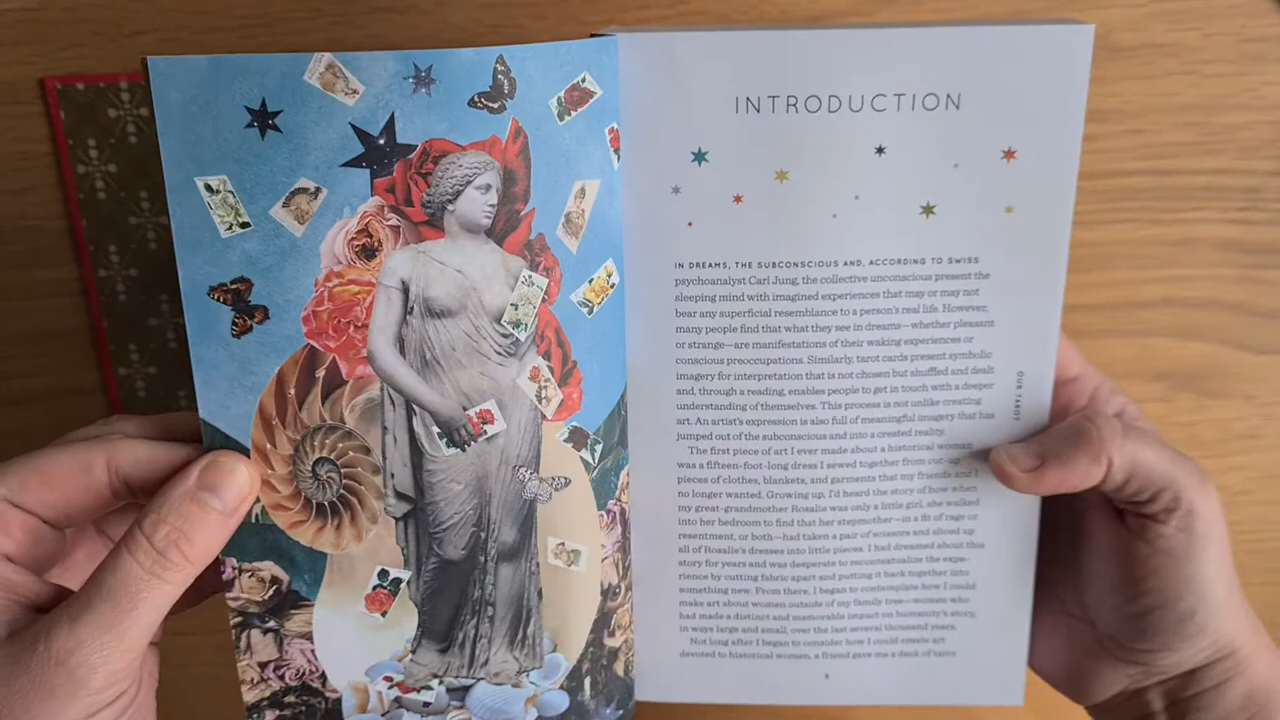 INTRODUCTION
IN DREAMS, THE SUBCONSCIOUS AND, ACCORDING TO SWISS
psychoanalyst Carl Jung, the collective unconscious present the
sleeping mind with imagined experiences that may or may not
bear any superficial resemblance to a person's real life. However,
many people find that what they see in dreams—whether pleasant
or strange—are manifestations of their waking experiences or
conscious preoccupations. Similarly, tarot cards present symbolic
imagery for interpretation that is not chosen but shuffled and dealt
and, through a reading, enables people to get in touch with a deeper
understanding of themselves. This process is not unlike creating
art. An artist's expression is also full of meaningful imagery that has
jumped out of the subconscious and into a created reality.
The first piece of art I ever made about a historical woman
was a fifteen-foot-long dress I sewed together from cut-up
pieces of clothes, blankets, and garments that my friends and I
no longer wanted. Growing up, I'd heard the story of how when
my great-grandmother Rosalie was only a little girl, she walked
into her bedroom to find that her stepmother—in a fit of rage or
resentment, or both—had taken a pair of scissors and sliced up
all of Rosalie's dresses into little pieces. I had dreamed about this
story for years and was desperate to recontextualize the expe-
rience by cutting fabric apart and putting it back together into
something new. From there, I began to contemplate how I could
make art about women outside of my family tree—women who
had made a distinct and memorable impact on humanity's story,
in ways large and small, over the last several thousand years.
Not long after I began to consider how I could create art
devoted to historical women, a friend gave me a deck of tarot
OUR TAROT